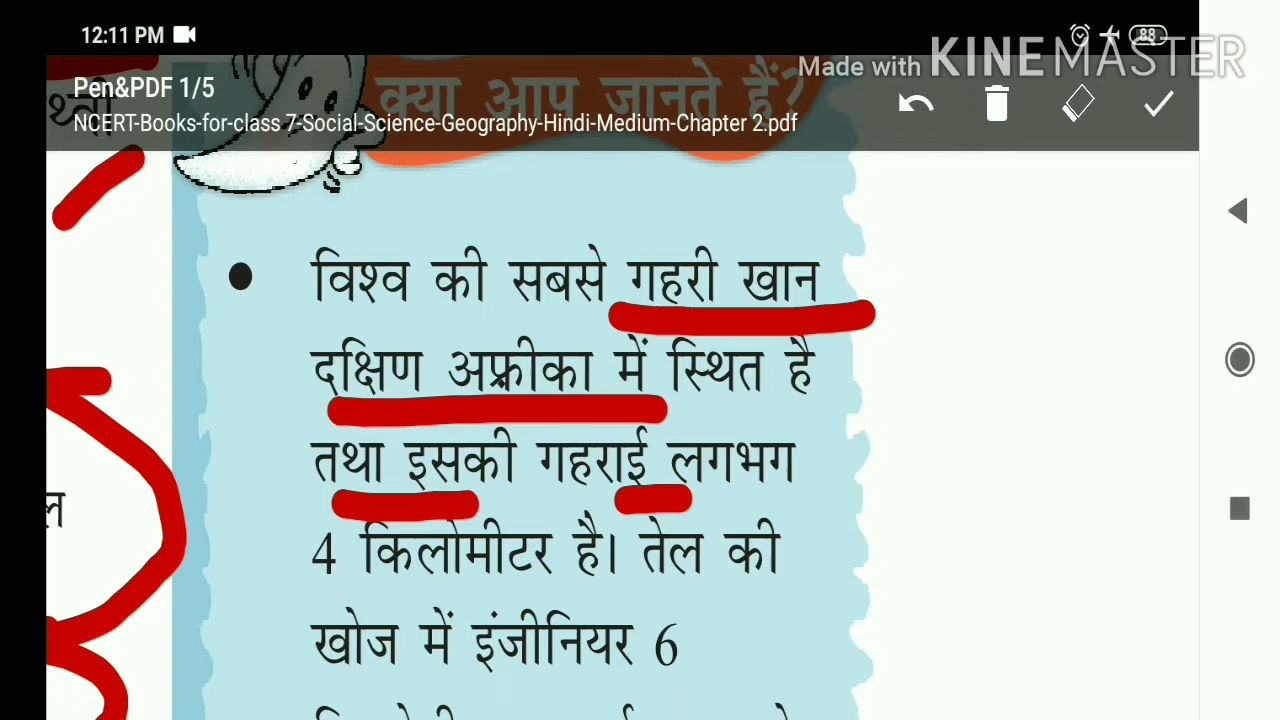 12:11 PM
88
Made with KINEMASTER
Pen&PDF 1/5
NCERT-Books-for-class 7-Social-Science-Geography-Hindi-Medium-Chapter 2.pdf
क्या आप जानते हैं?
विश्व की सबसे गहरी खान
दक्षिण अफ्रीका में स्थित है
तथा इसकी गहराई लगभग
4 किलोमीटर है। तेल की
खोज में इंजीनियर 6